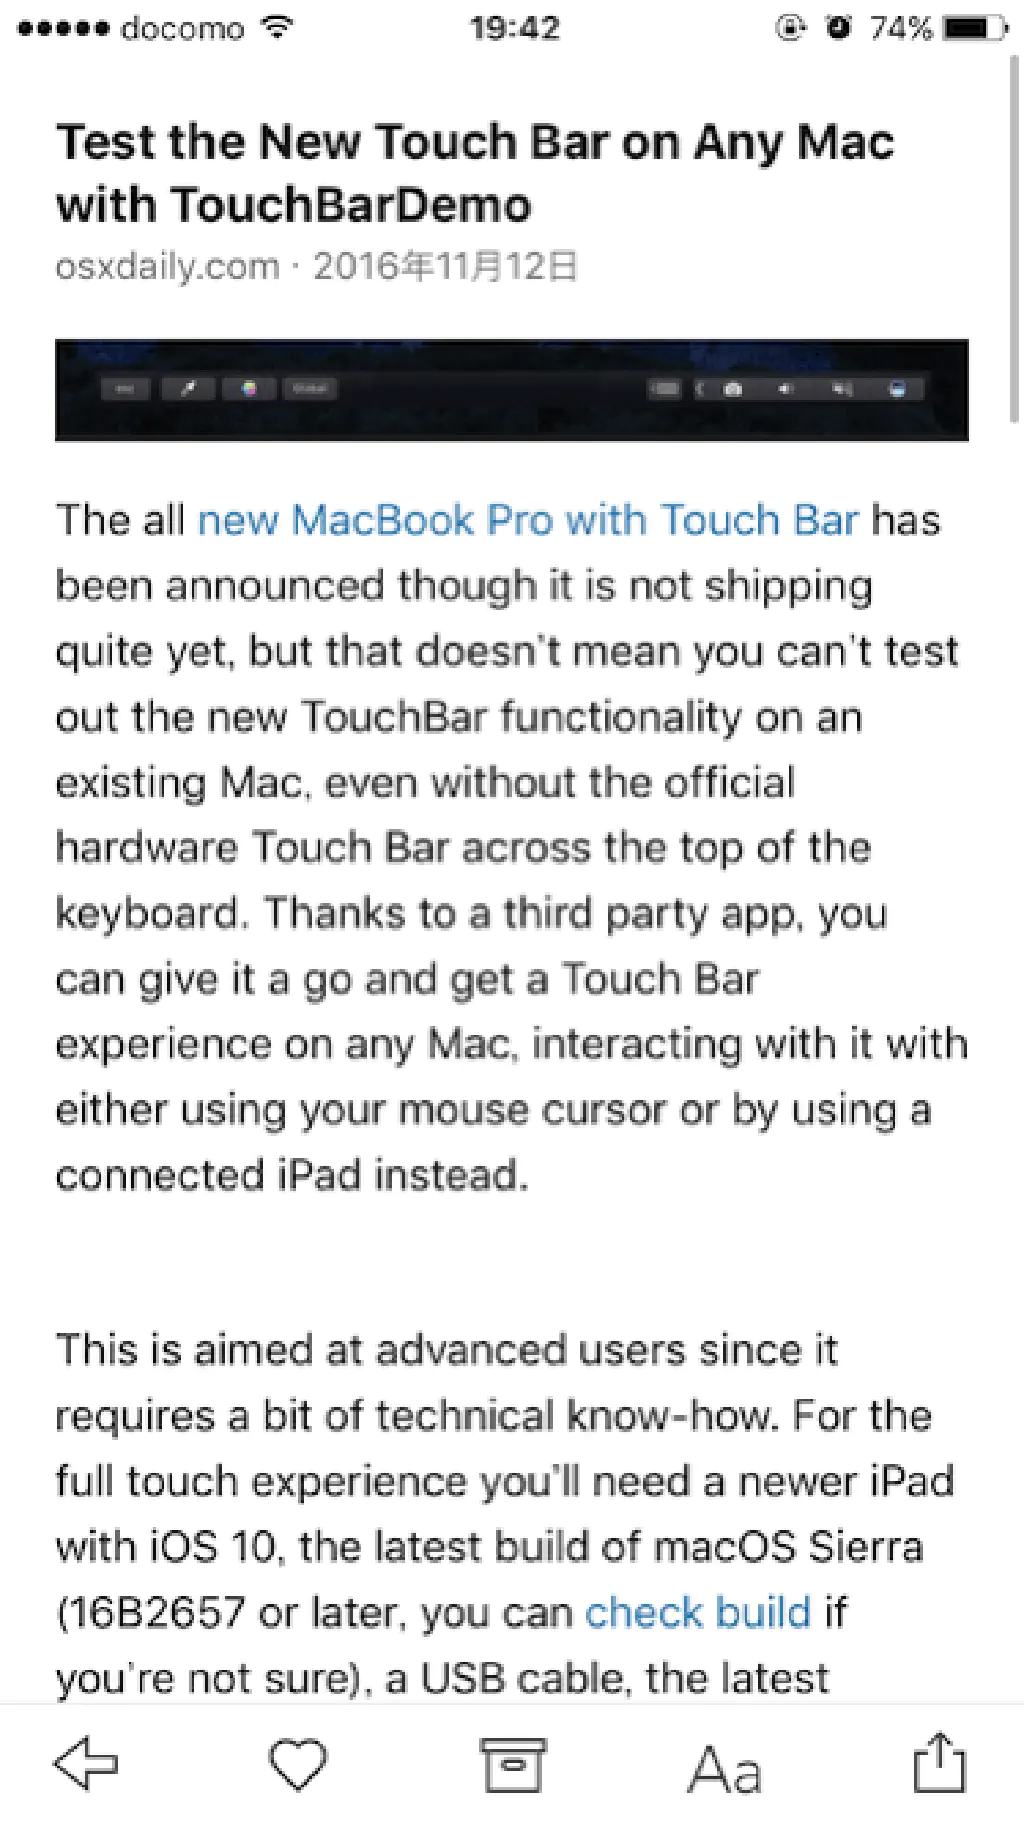 docomo 19:42 74%
Test the New Touch Bar on Any Mac
with TouchBarDemo
osxdaily.com · 2016年11月12日
esc Global
The all new MacBook Pro with Touch Bar has
been announced though it is not shipping
quite yet, but that doesn't mean you can't test
out the new TouchBar functionality on an
existing Mac, even without the official
hardware Touch Bar across the top of the
keyboard. Thanks to a third party app, you
can give it a go and get a Touch Bar
experience on any Mac, interacting with it with
either using your mouse cursor or by using a
connected iPad instead.
This is aimed at advanced users since it
requires a bit of technical know-how. For the
full touch experience you'll need a newer iPad
with iOS 10, the latest build of macOS Sierra
(16B2657 or later, you can check build if
you're not sure), a USB cable, the latest
Aa